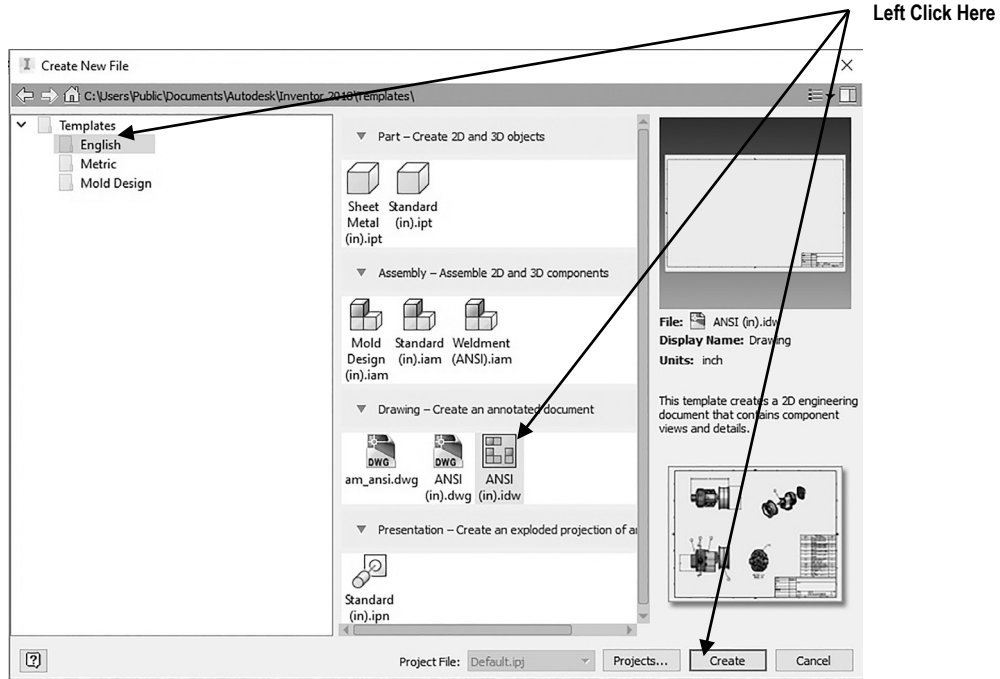 Left Click Here
Create New File
C:\Users\Public\Documents\Autodesk\Inventor 2018\Templates\
Templates
English
Metric
Mold Design
Part – Create 2D and 3D objects
Sheet Metal (in).ipt
Standard (in).ipt
Assembly – Assemble 2D and 3D components
Mold Design (in).iam
Standard (in).iam
Weldment (ANSI).iam
Drawing – Create an annotated document
DWG
am_ansi.dwg
DWG
ANSI (in).dwg
ANSI (in).idw
Presentation – Create an exploded projection of a
Standard (in).ipn
File: ANSI (in).idw
Display Name: Drawing
Units: inch
This template creates a 2D engineering
document that contains component
views and details.
Project File: Default.ipj
Projects...
Create
Cancel